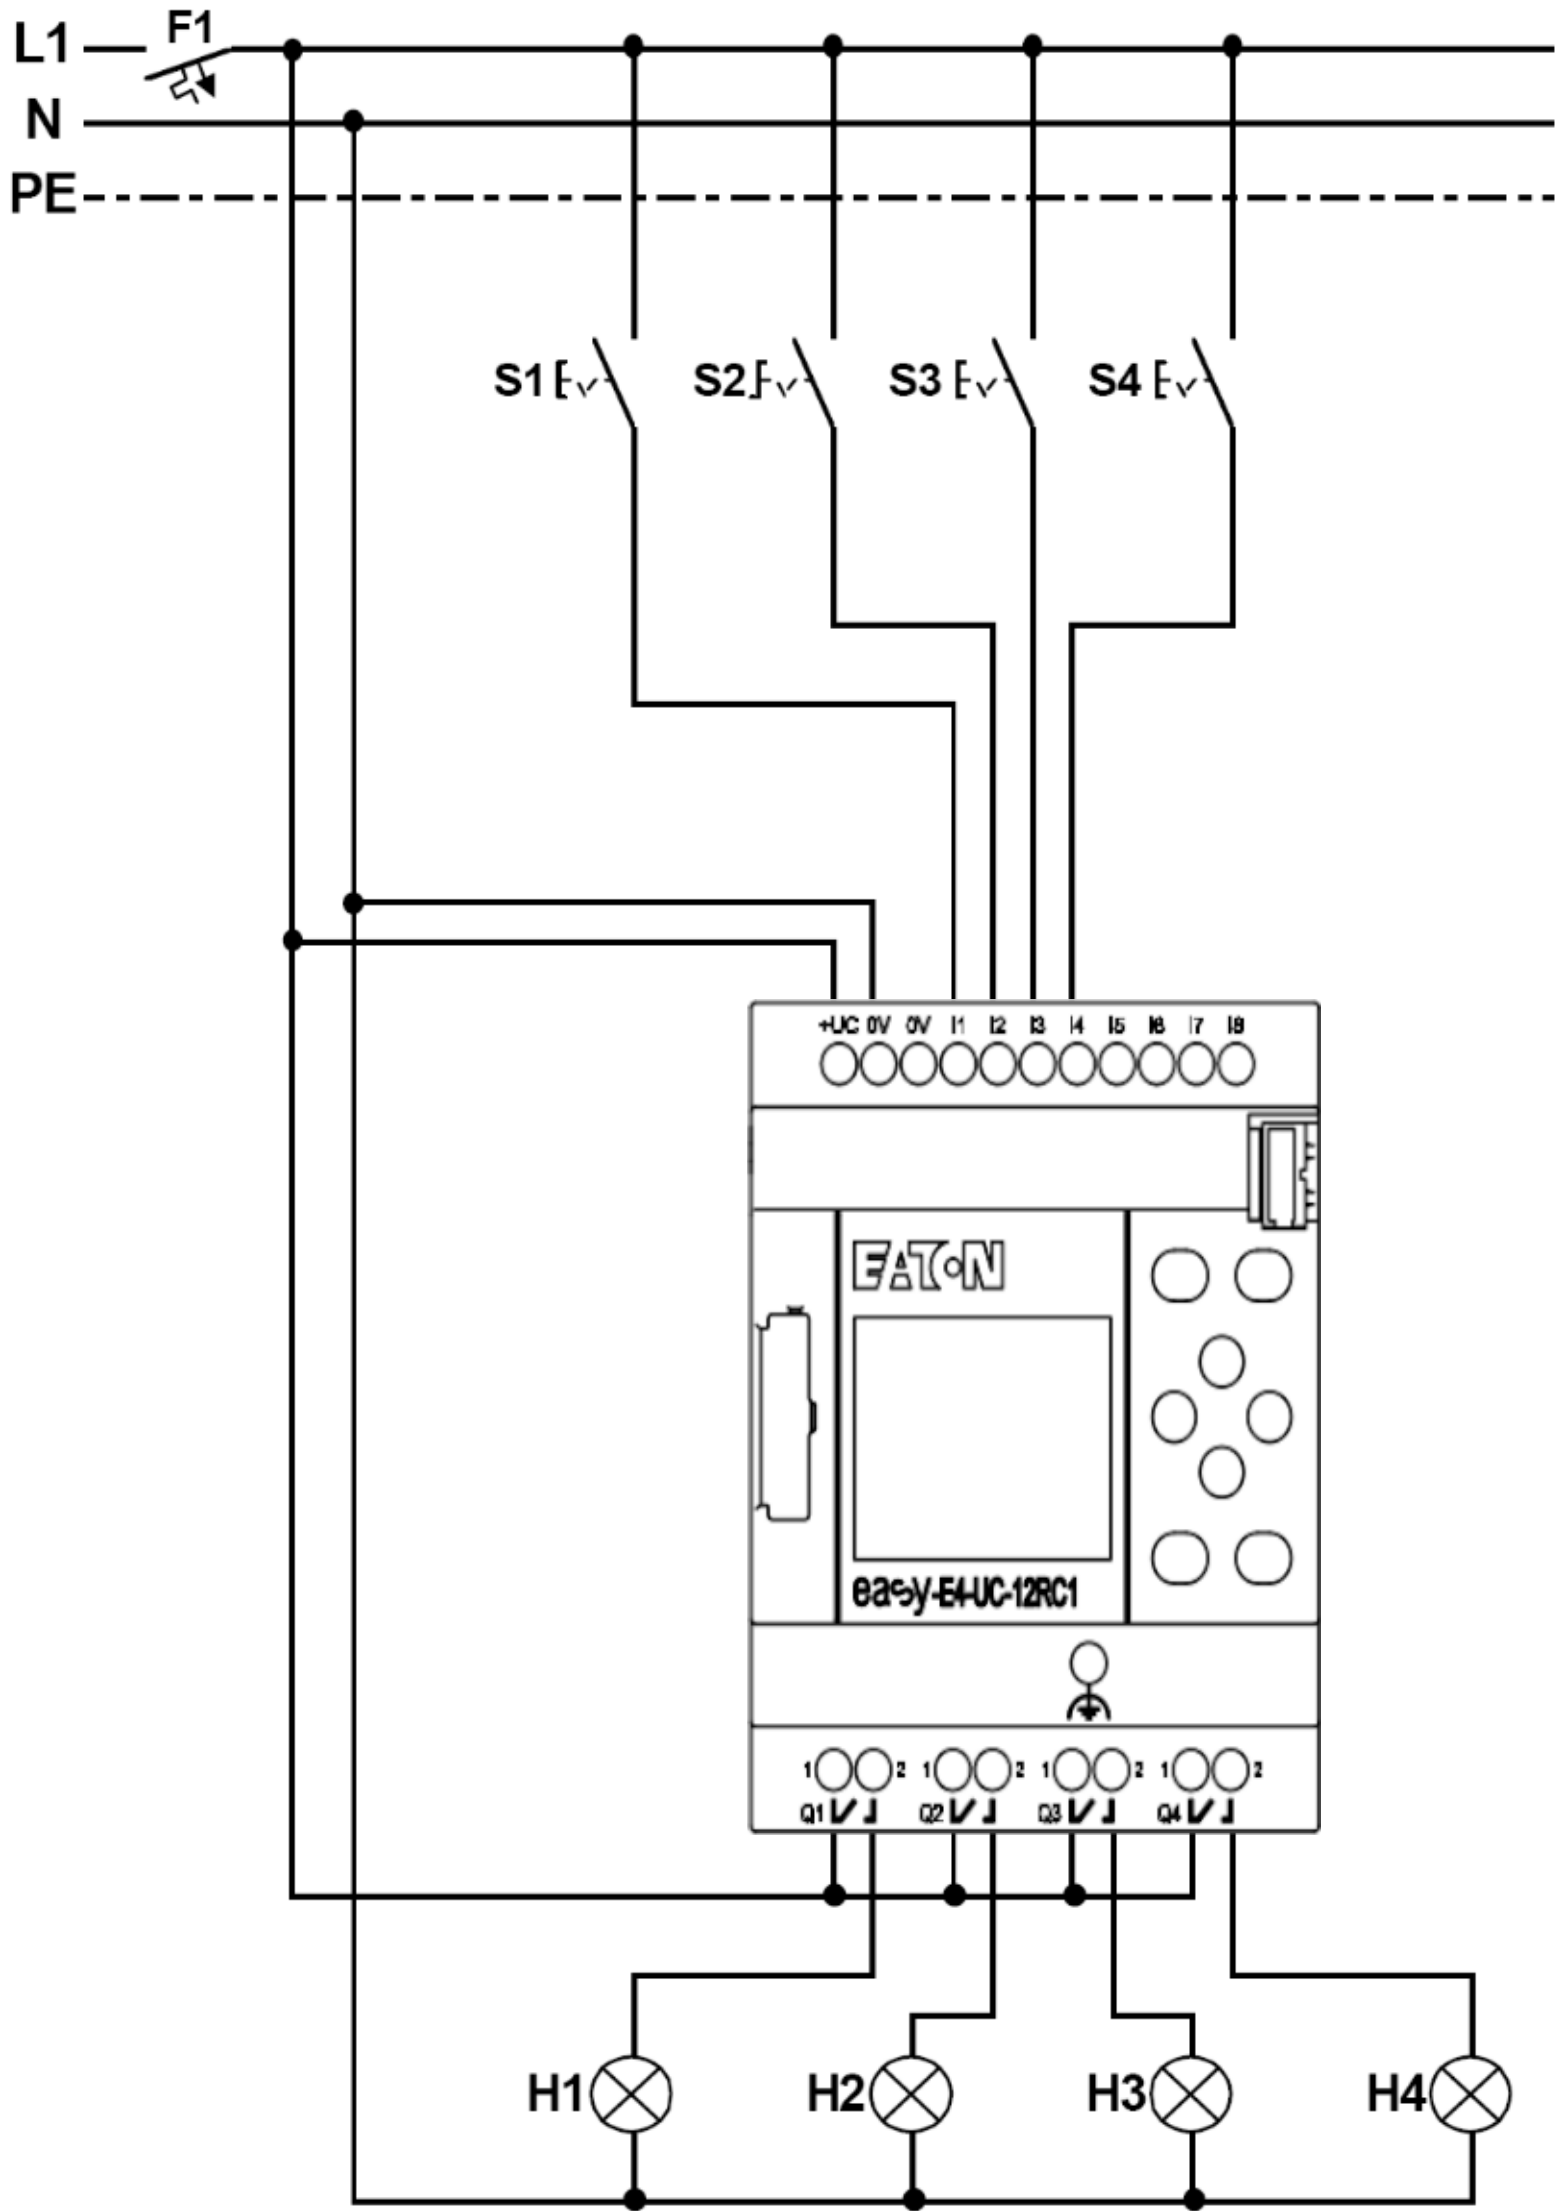 L1
F1
N
PE
S1 S2 S3 S4
+UC 0V 0V I1 I2 I3 I4 I5 I6 I7 I8
EATON
easy-E4-UC-12RC1
1 2 1 2 1 2 1 2
Q1 Q2 Q3 Q4
H1 H2 H3 H4